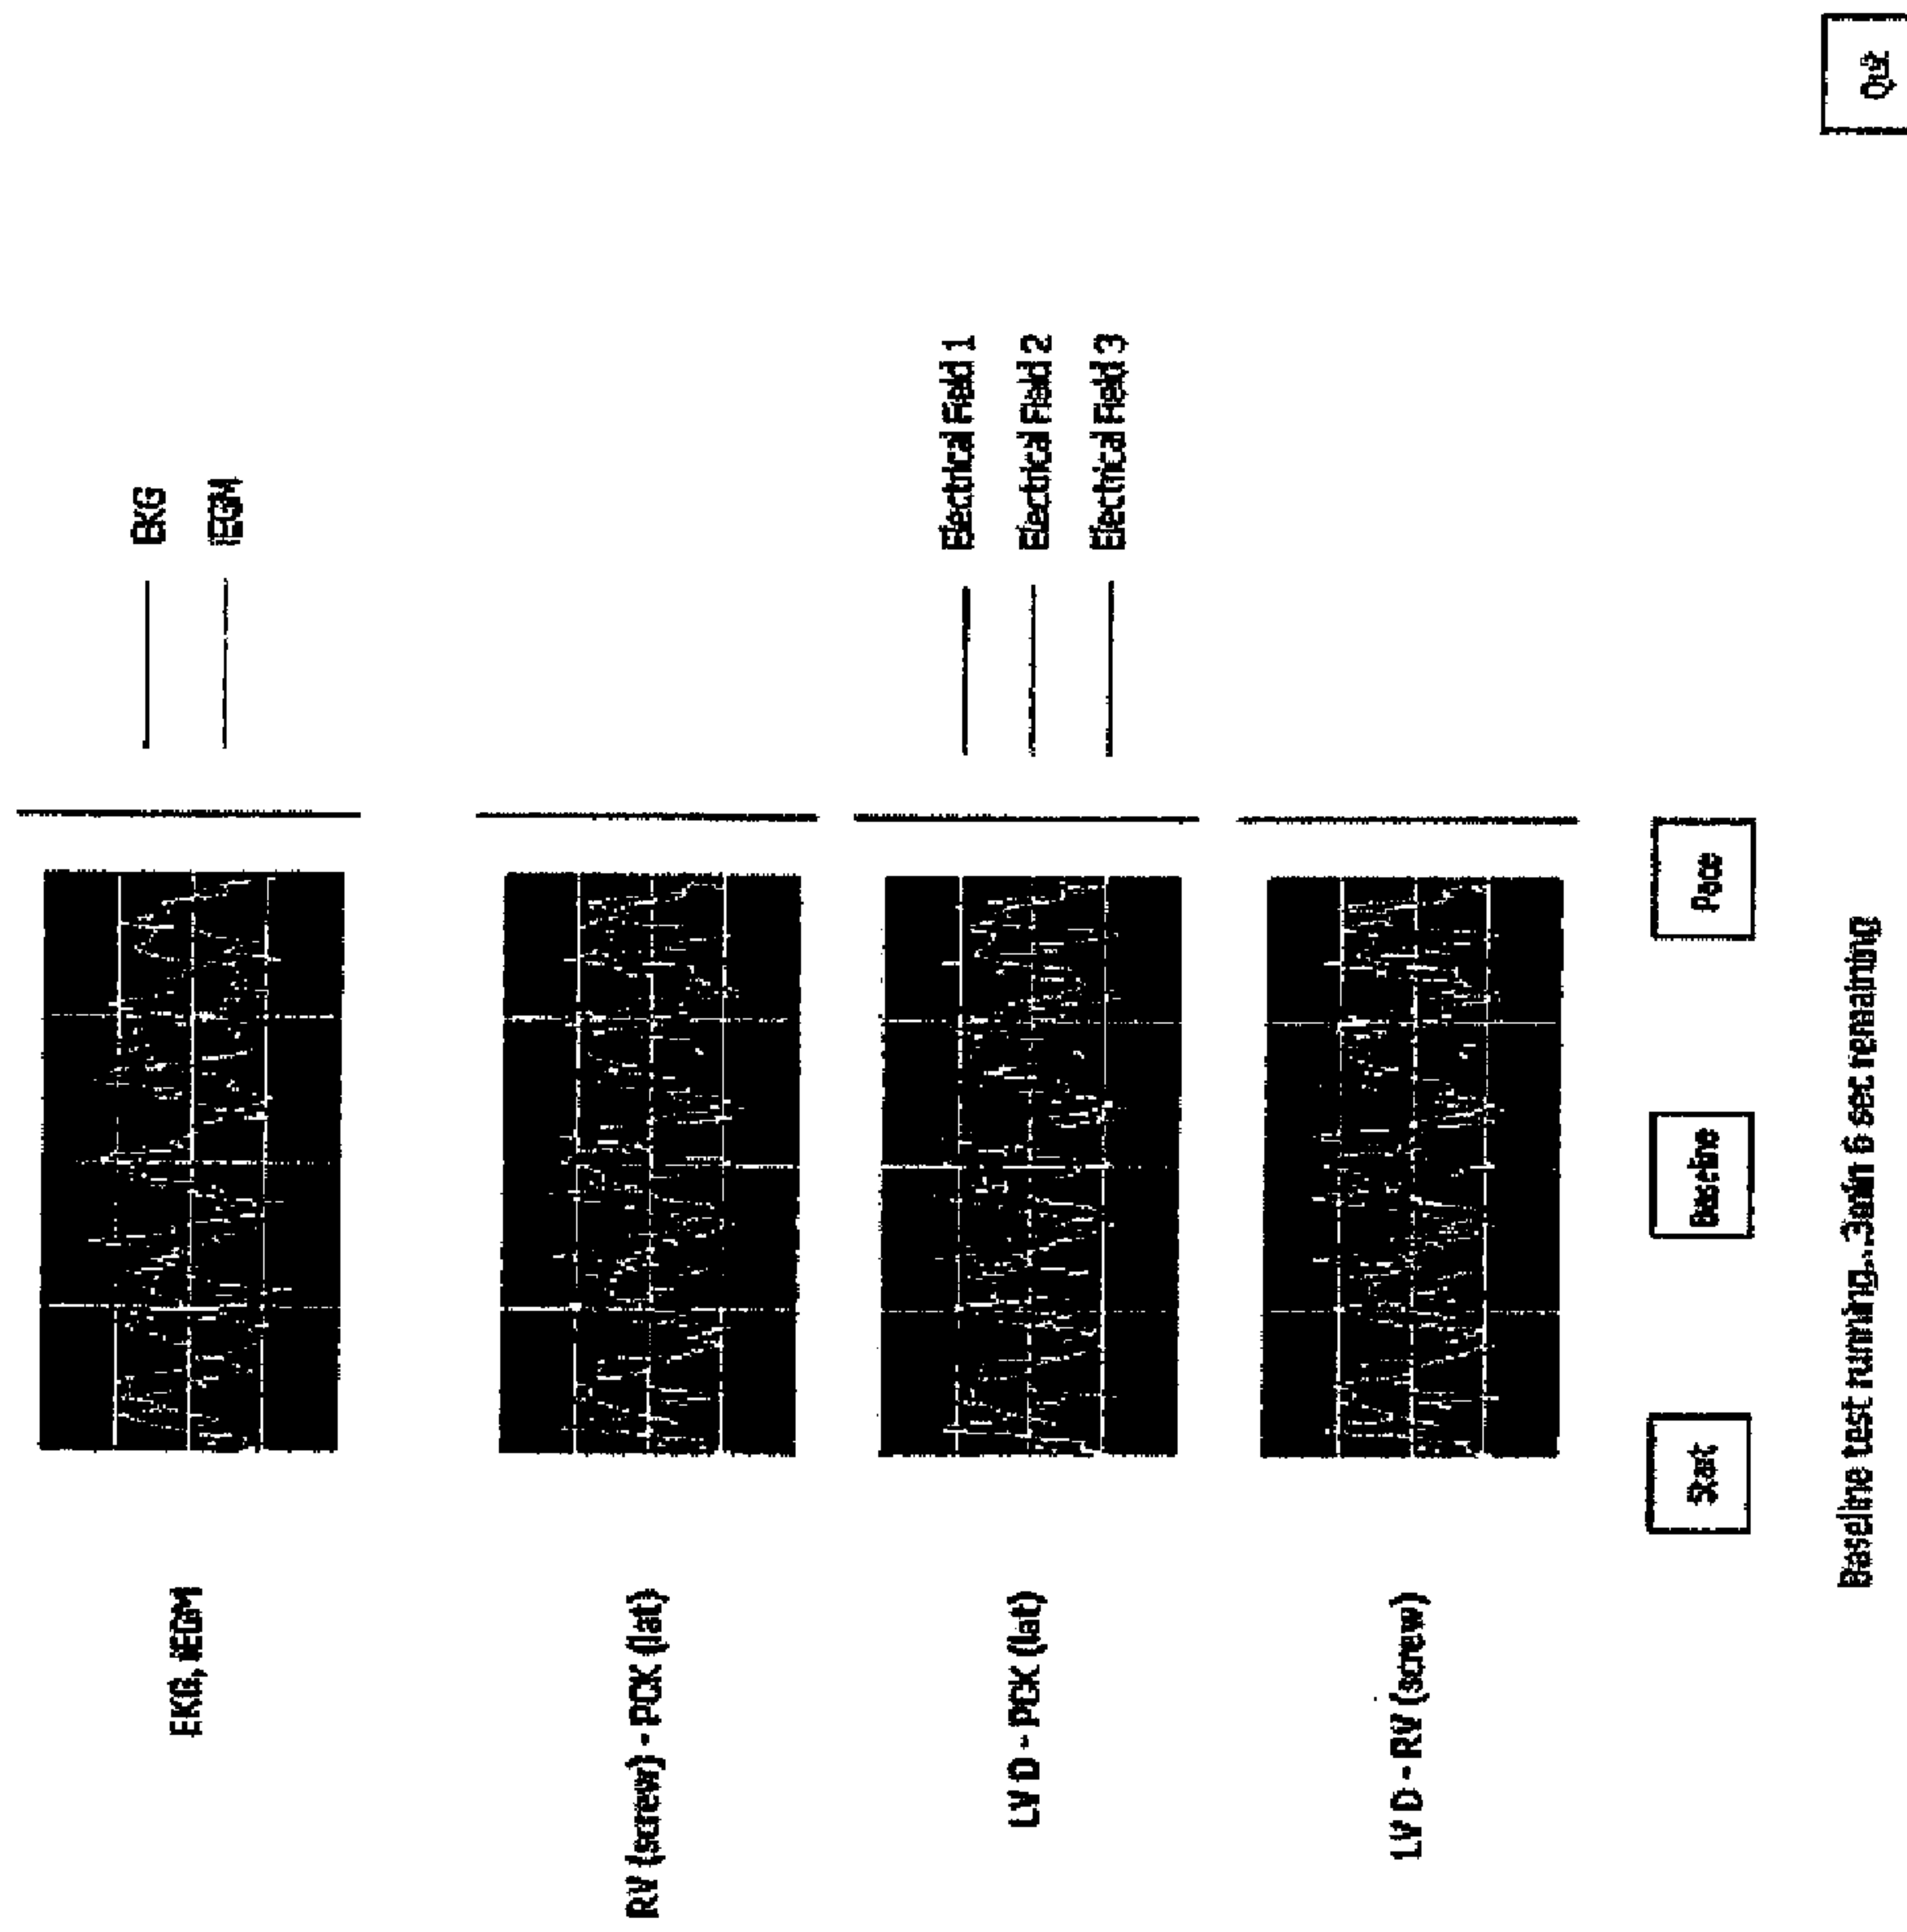 EKG, IEGM
EKG
IEGM
RV (screw) - PCX (lat)
LV D - PCX (lat)
Electrical Field 1
Electrical Field 2
Electrical Field 3
LV D - RV (screw)
Start
Baseline
Pace
Baseline test running...3min 6 sec remaining
Quit